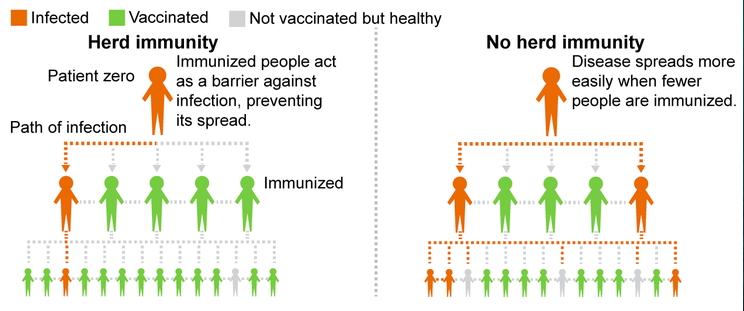 Infected
Vaccinated
Not vaccinated but healthy
Herd immunity
Patient zero
Immunized people act
as a barrier against
infection, preventing
its spread.
Path of infection
Immunized
No herd immunity
Disease spreads more
easily when fewer
people are immunized.